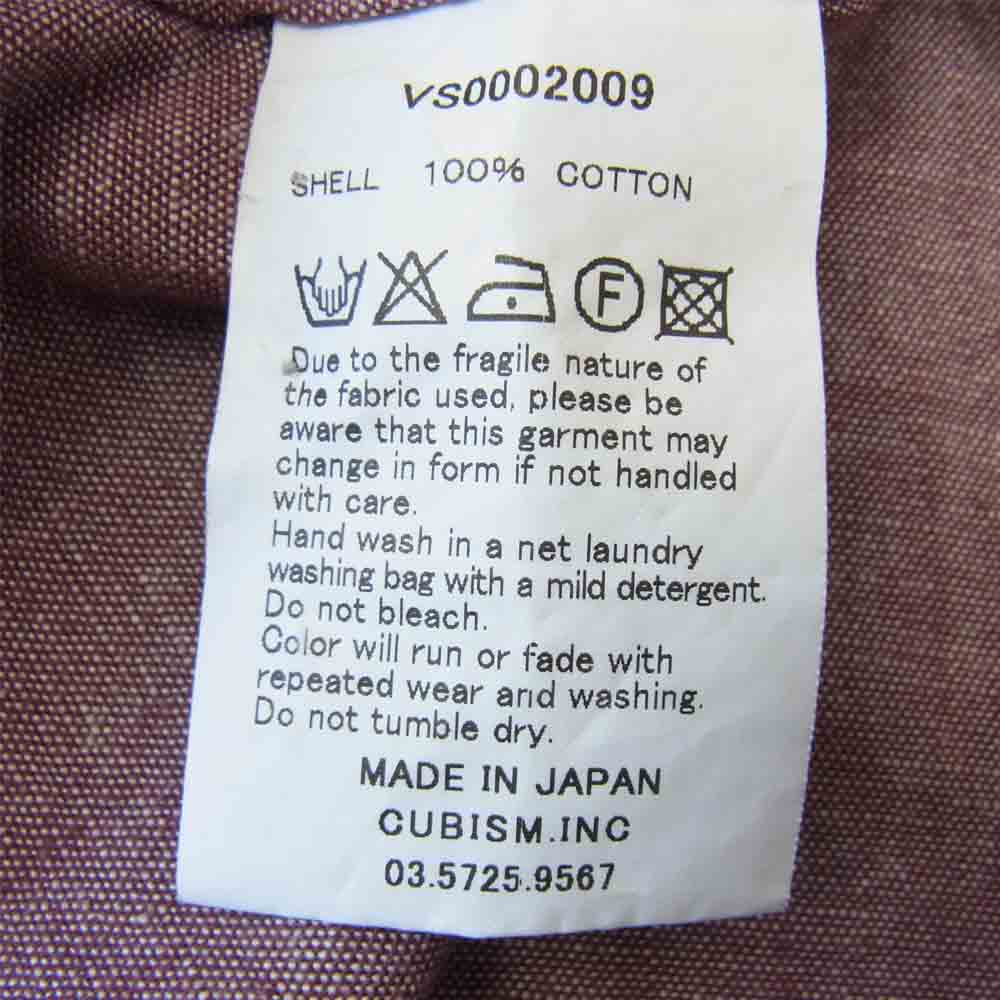 VS0002009
SHELL 100% COTTON
F
Due to the fragile nature of
the fabric used, please be
aware that this garment may
change in form if not handled
with care.
Hand wash in a net laundry
washing bag with a mild detergent.
Do not bleach.
Color will run or fade with
repeated wear and washing.
Do not tumble dry.
MADE IN JAPAN
CUBISM.INC
03.5725.9567